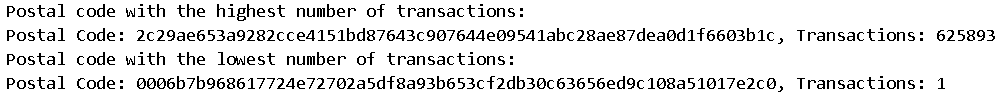 Postal code with the highest number of transactions:
Postal Code: 2c29ae653a9282cce4151bd87643c907644e09541abc28ae87dea0d1f6603b1c, Transactions: 625893
Postal code with the lowest number of transactions:
Postal Code: 0006b7b968617724e72702a5df8a93b653cf2db30c63656ed9c108a51017e2c0, Transactions: 1